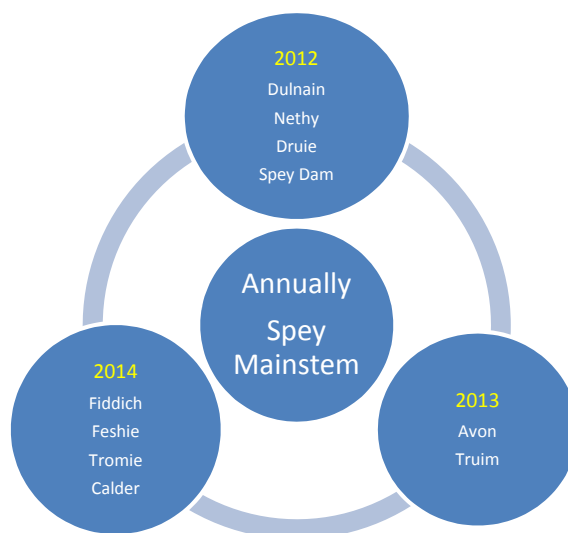 2012
Dulnain
Nethy
Druie
Spey Dam
Annually
Spey
Mainstem
2014
Fiddich
Feshie
Tromie
Calder
2013
Avon
Truim